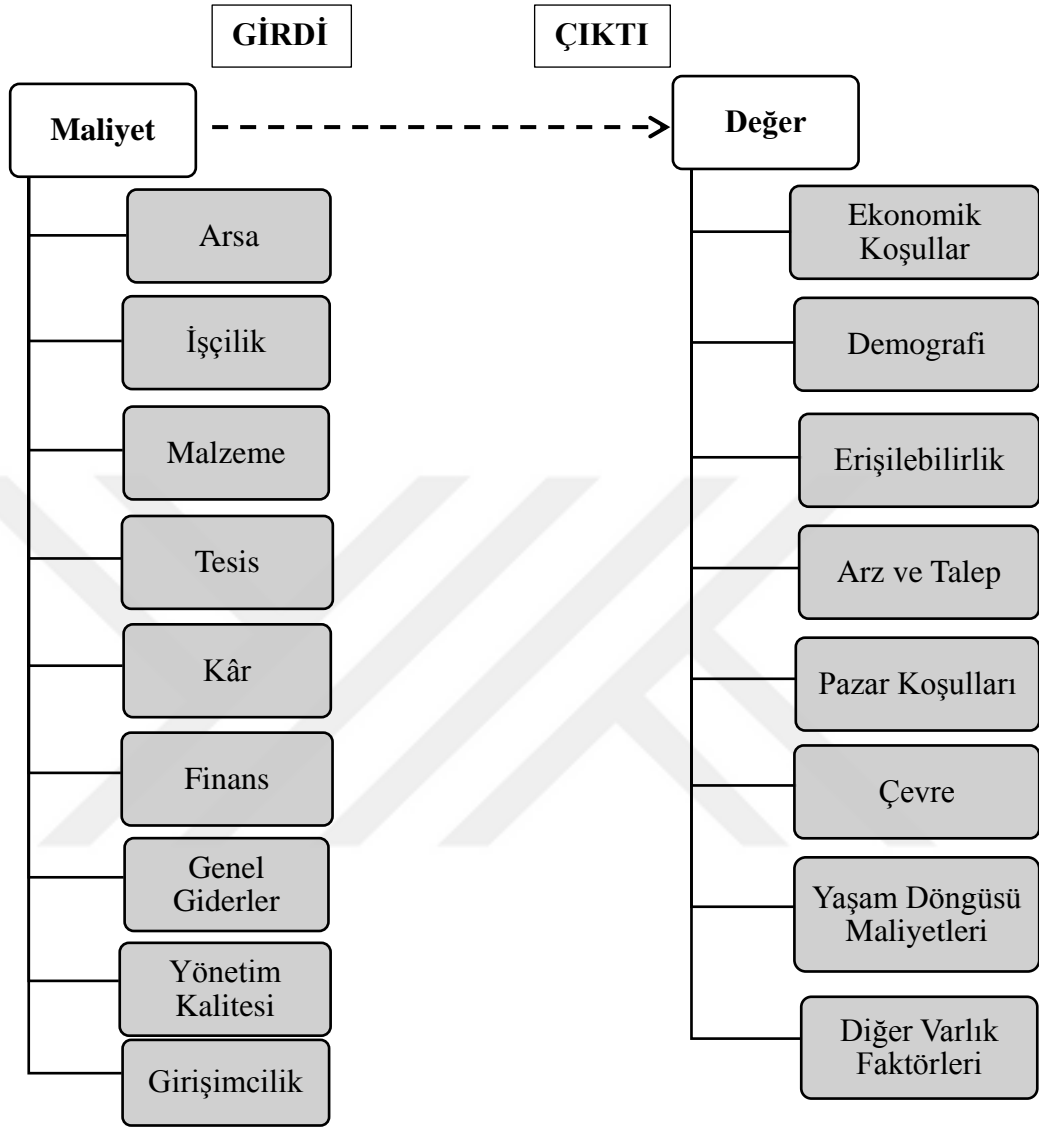 GİRDİ
ÇIKTI
Maliyet
Arsa
İşçilik
Malzeme
Tesis
Kâr
Finans
Genel
Giderler
Yönetim
Kalitesi
Girişimcilik
Değer
Ekonomik
Koşullar
Demografi
Erişilebilirlik
Arz ve Talep
Pazar Koşulları
Çevre
Yaşam Döngüsü
Maliyetleri
Diğer Varlık
Faktörleri